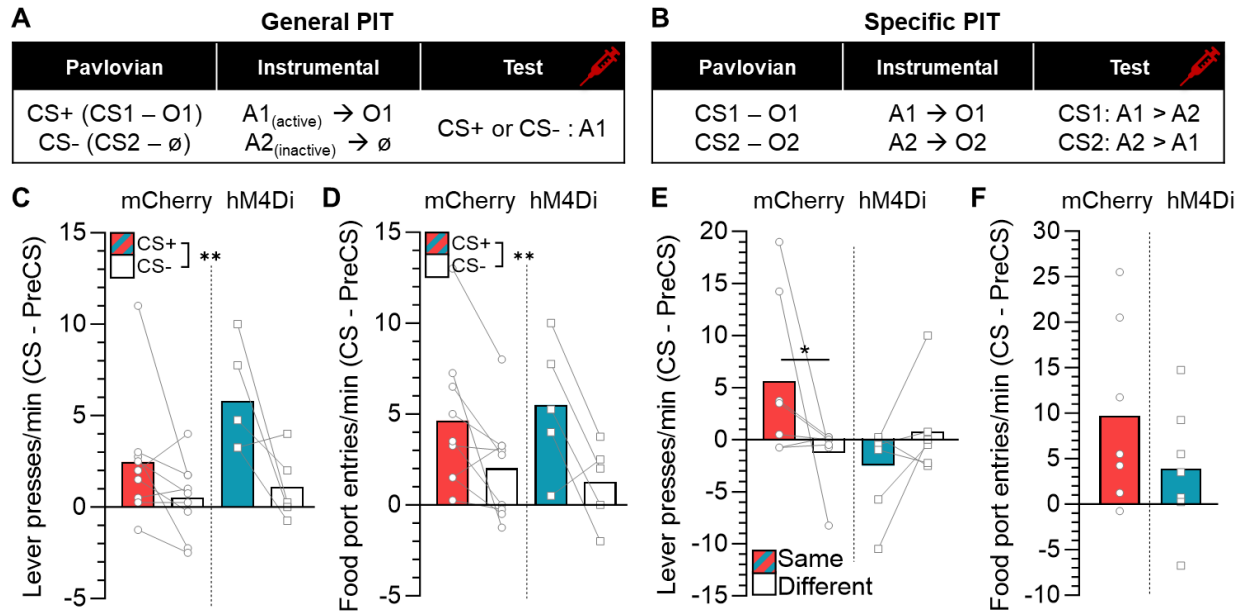 A General PIT
Pavlovian Instrumental Test
CS+ (CS1 – O1) A1(active) → O1 CS+ or CS- : A1
CS- (CS2 – ø) A2(inactive) → ø
B Specific PIT
Pavlovian Instrumental Test
CS1 – O1 A1 → O1 CS1: A1 > A2
CS2 – O2 A2 → O2 CS2: A2 > A1
C mCherry hM4Di
Lever presses/min (CS - PreCS)
15
10
5
0
-5
CS+
CS-
**
D mCherry hM4Di
Food port entries/min (CS - PreCS)
15
10
5
0
-5
CS+
CS-
**
E mCherry hM4Di
Lever presses/min (CS - PreCS)
20
15
10
5
0
-5
-10
-15
*
Same
Different
F mCherry hM4Di
Food port entries/min (CS - PreCS)
30
25
20
15
10
5
0
-5
-10